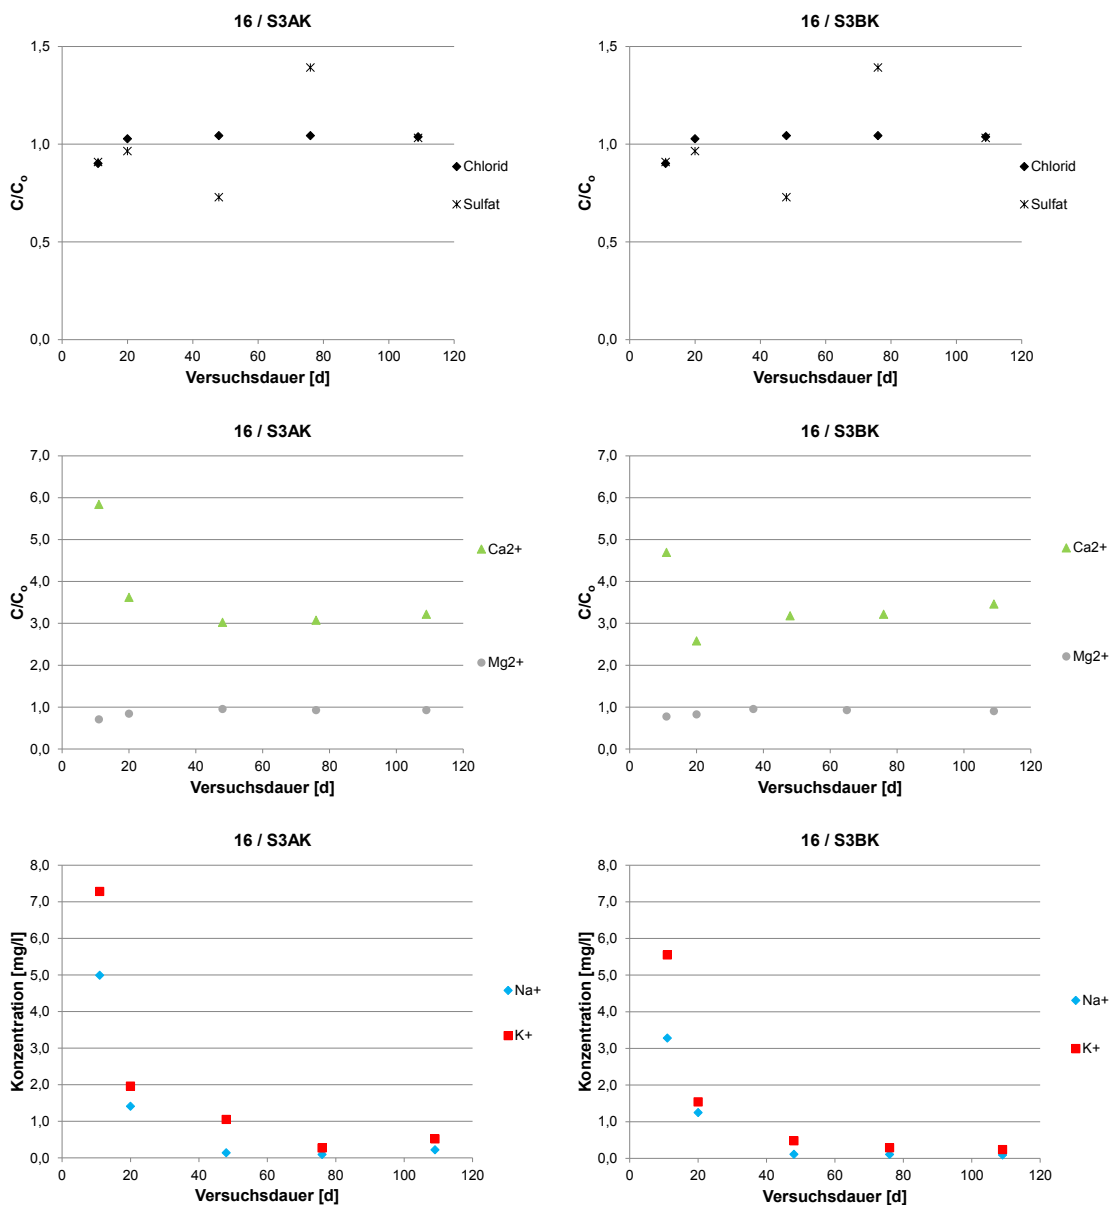 16 / S3AK
1,5
1,0
0,5
0,0
C/Co
0 20 40 60 80 100 120
Versuchsdauer [d]
Chlorid
Sulfat
16 / S3BK
1,5
1,0
0,5
0,0
C/Co
0 20 40 60 80 100 120
Versuchsdauer [d]
Chlorid
Sulfat
16 / S3AK
7,0
6,0
5,0
4,0
3,0
2,0
1,0
0,0
C/Co
0 20 40 60 80 100 120
Versuchsdauer [d]
Ca2+
Mg2+
16 / S3BK
7,0
6,0
5,0
4,0
3,0
2,0
1,0
0,0
C/Co
0 20 40 60 80 100 120
Versuchsdauer [d]
Ca2+
Mg2+
16 / S3AK
8,0
7,0
6,0
5,0
4,0
3,0
2,0
1,0
0,0
Konzentration [mg/l]
0 20 40 60 80 100 120
Versuchsdauer [d]
Na+
K+
16 / S3BK
8,0
7,0
6,0
5,0
4,0
3,0
2,0
1,0
0,0
Konzentration [mg/l]
0 20 40 60 80 100 120
Versuchsdauer [d]
Na+
K+